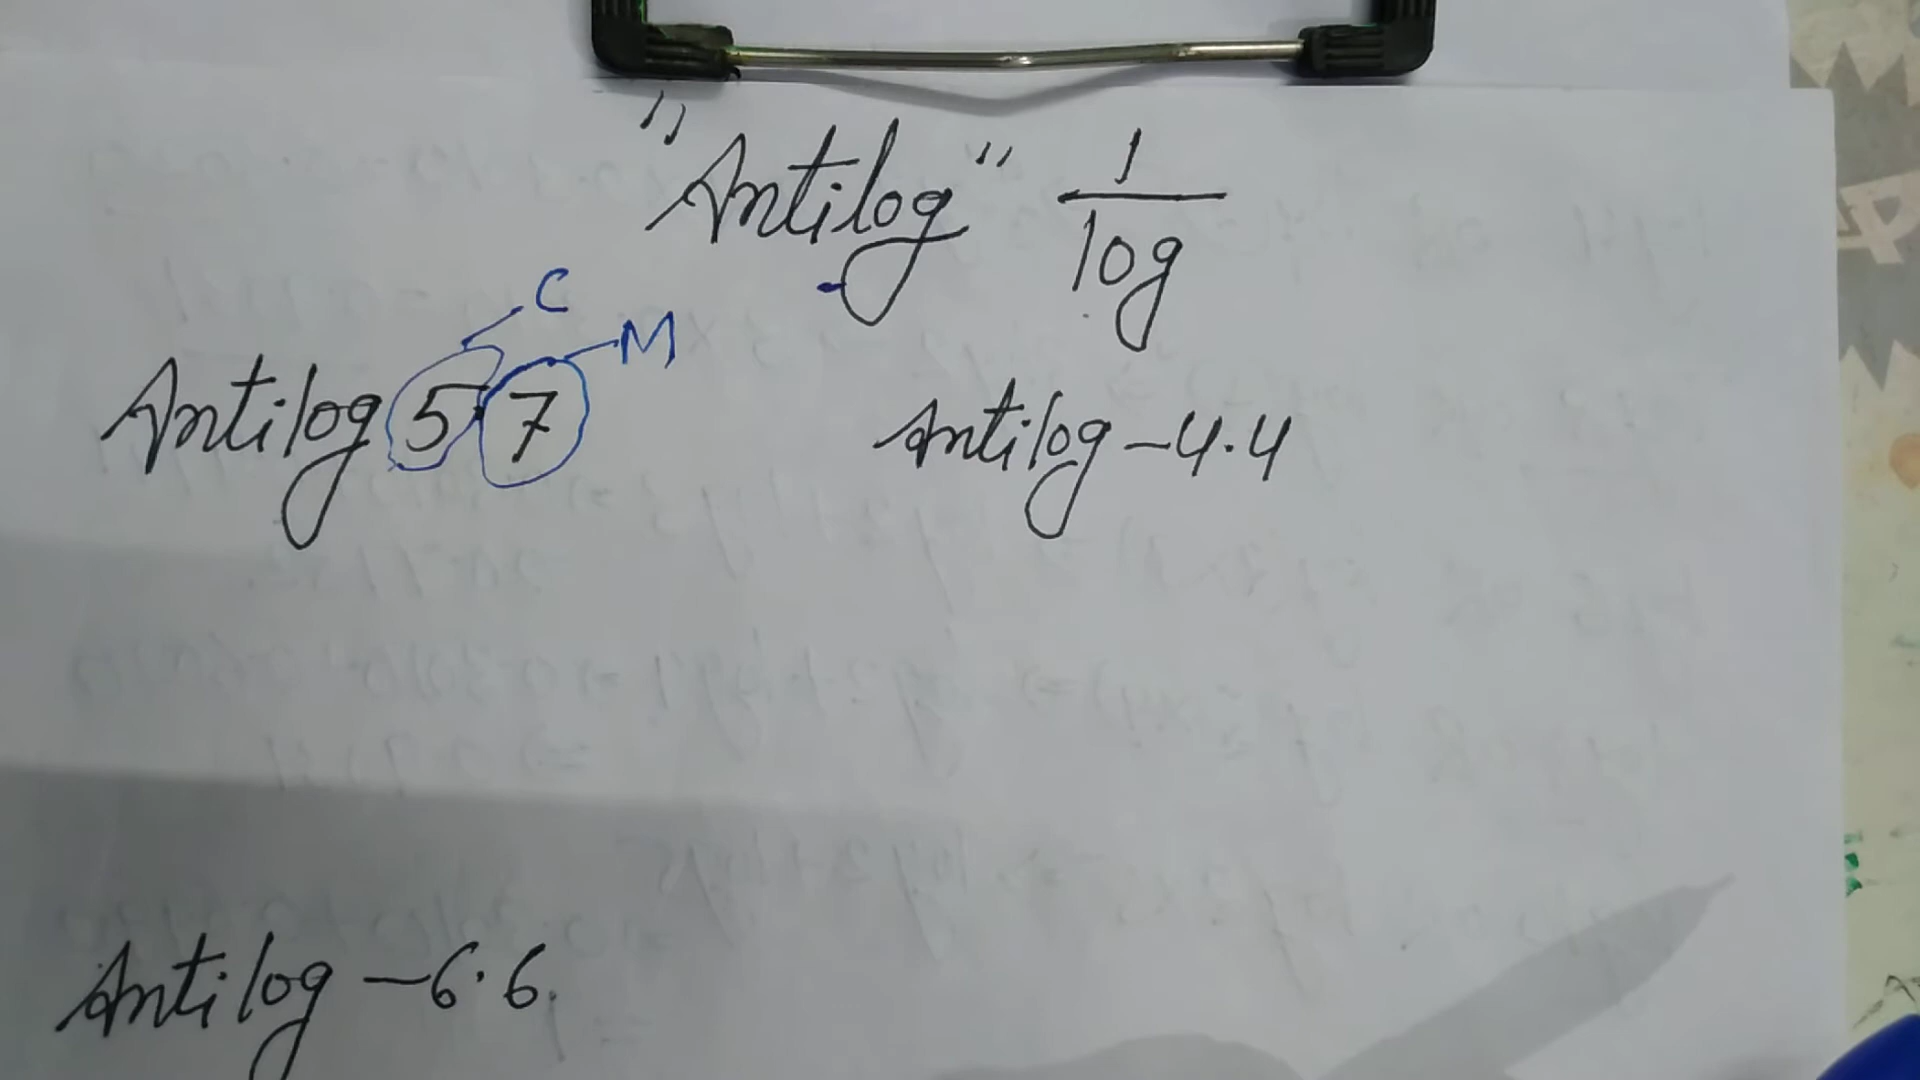 "Antilog" 1/log
C
M
Antilog 5.7
Antilog -4.4
Antilog -6.6.